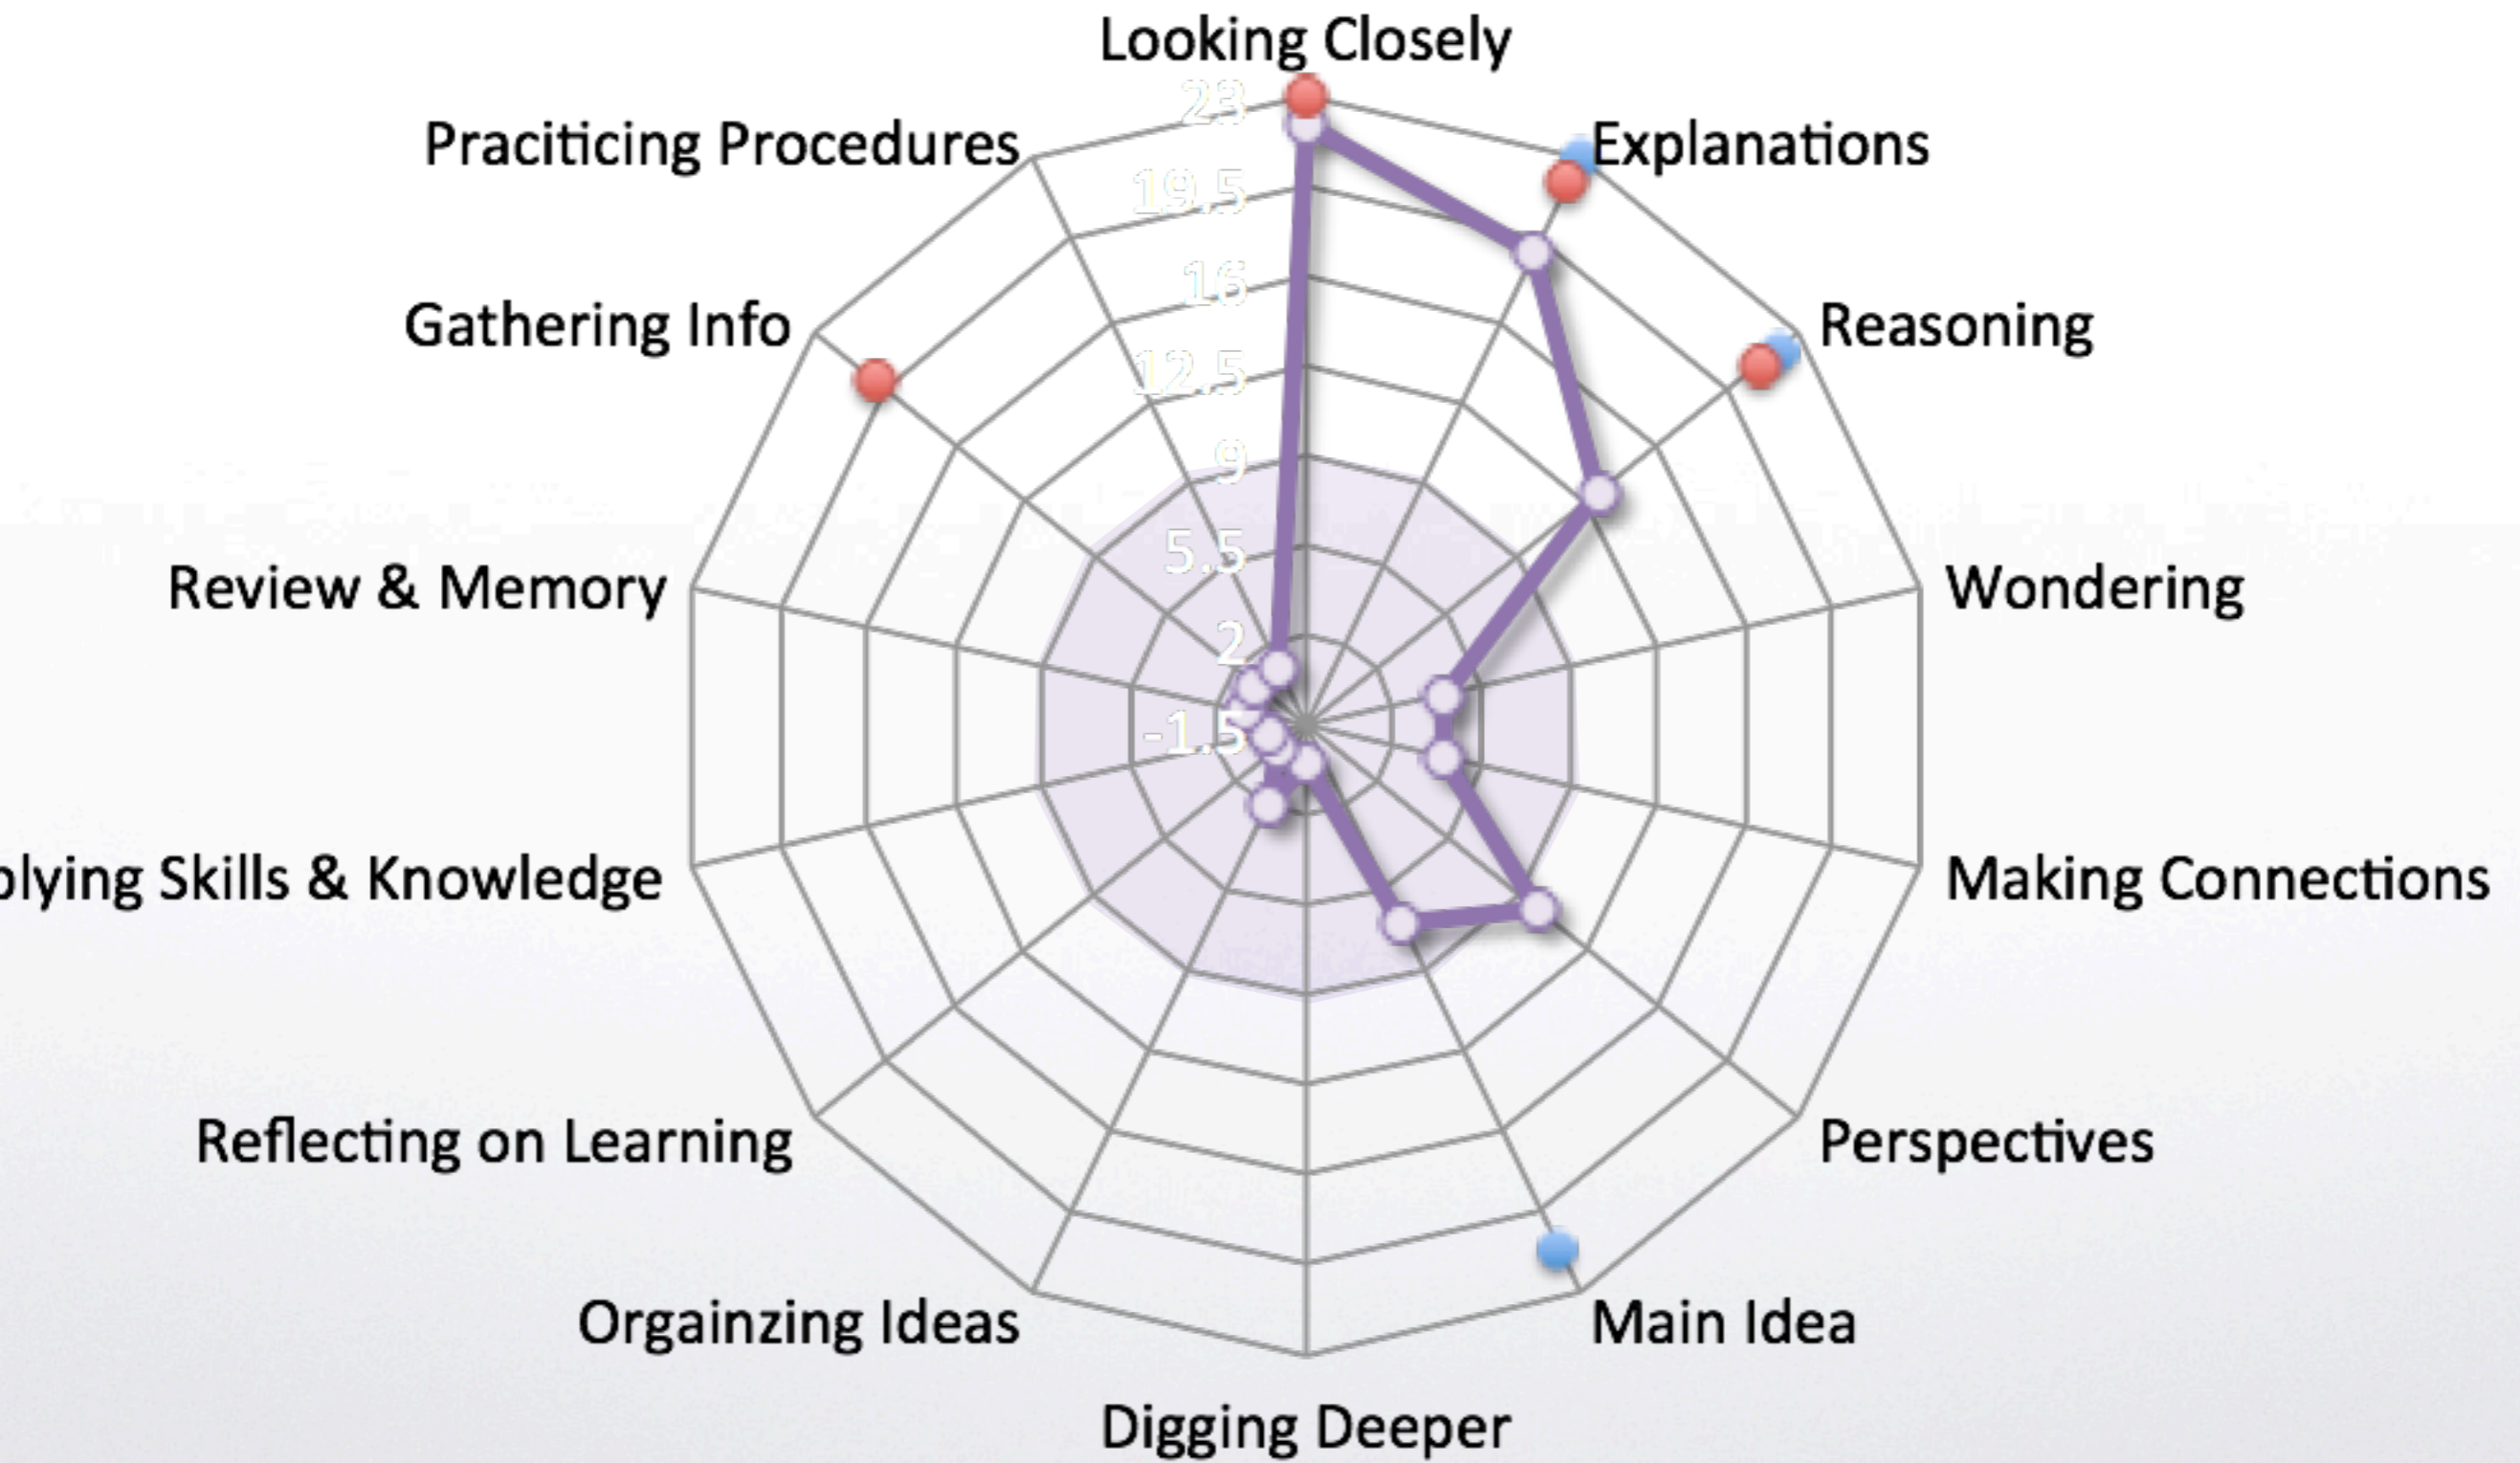 Looking Closely
23
Praciticing Procedures
Explanations
19.5
16
Gathering Info
Reasoning
12.5
9
5.5
Review & Memory
Wondering
2
-1.5
plying Skills & Knowledge
Making Connections
Reflecting on Learning
Perspectives
Orgainzing Ideas
Main Idea
Digging Deeper